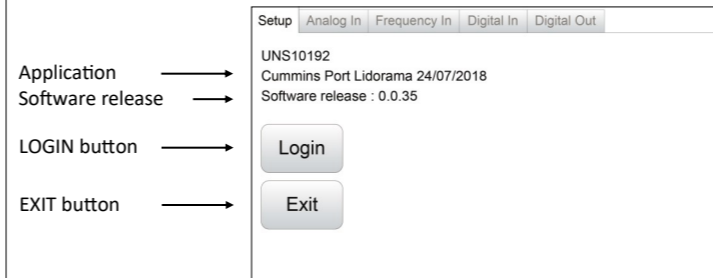 Setup Analog In Frequency In Digital In Digital Out
UNS10192
Application
Cummins Port Lidorama 24/07/2018
Software release
Software release : 0.0.35
LOGIN button
Login
EXIT button
Exit